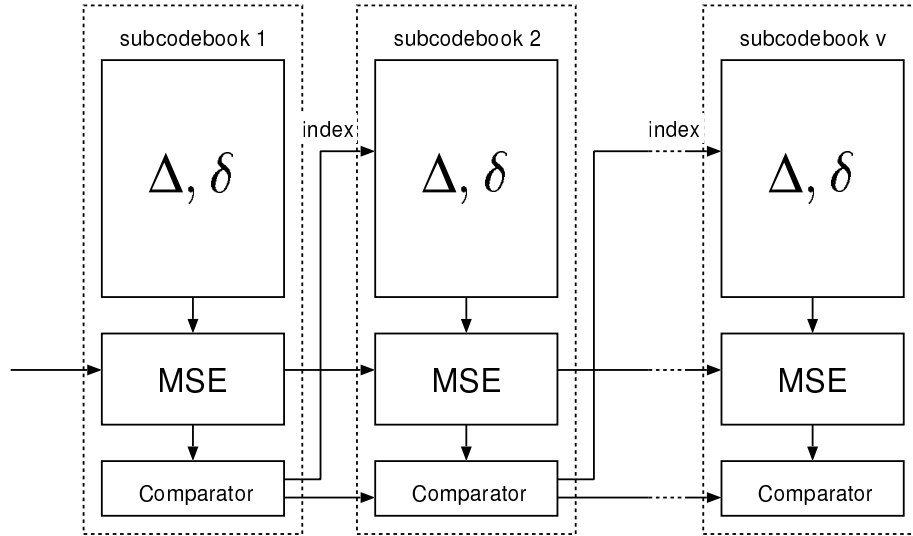 subcodebook 1
subcodebook 2
subcodebook v
index
index
Δ, δ
Δ, δ
Δ, δ
MSE
MSE
MSE
Comparator
Comparator
Comparator